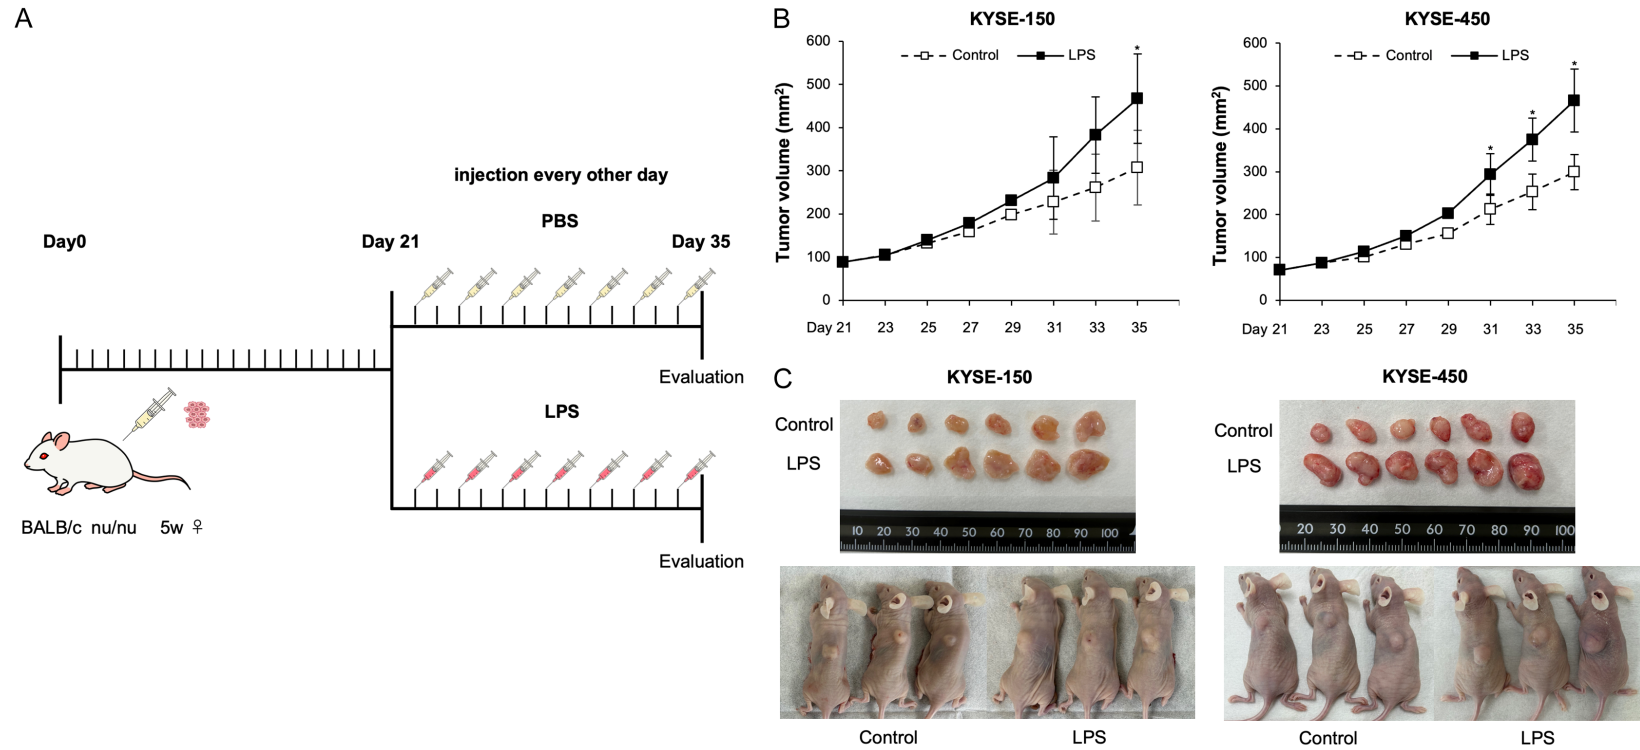 A
injection every other day
PBS
Day0
Day 21
Day 35
Evaluation
LPS
BALB/c nu/nu 5w ♀
Evaluation
B
KYSE-150
Tumor volume (mm²)
600
500
400
300
200
100
0
Control
LPS
*
Day 21 23 25 27 29 31 33 35
KYSE-450
Tumor volume (mm²)
600
500
400
300
200
100
0
Control
LPS
* * *
Day 21 23 25 27 29 31 33 35
C
KYSE-150
Control
LPS
10 20 30 40 50 60 70 80 90 100
Control LPS
KYSE-450
Control
LPS
20 30 40 50 60 70 80 90 100
Control LPS